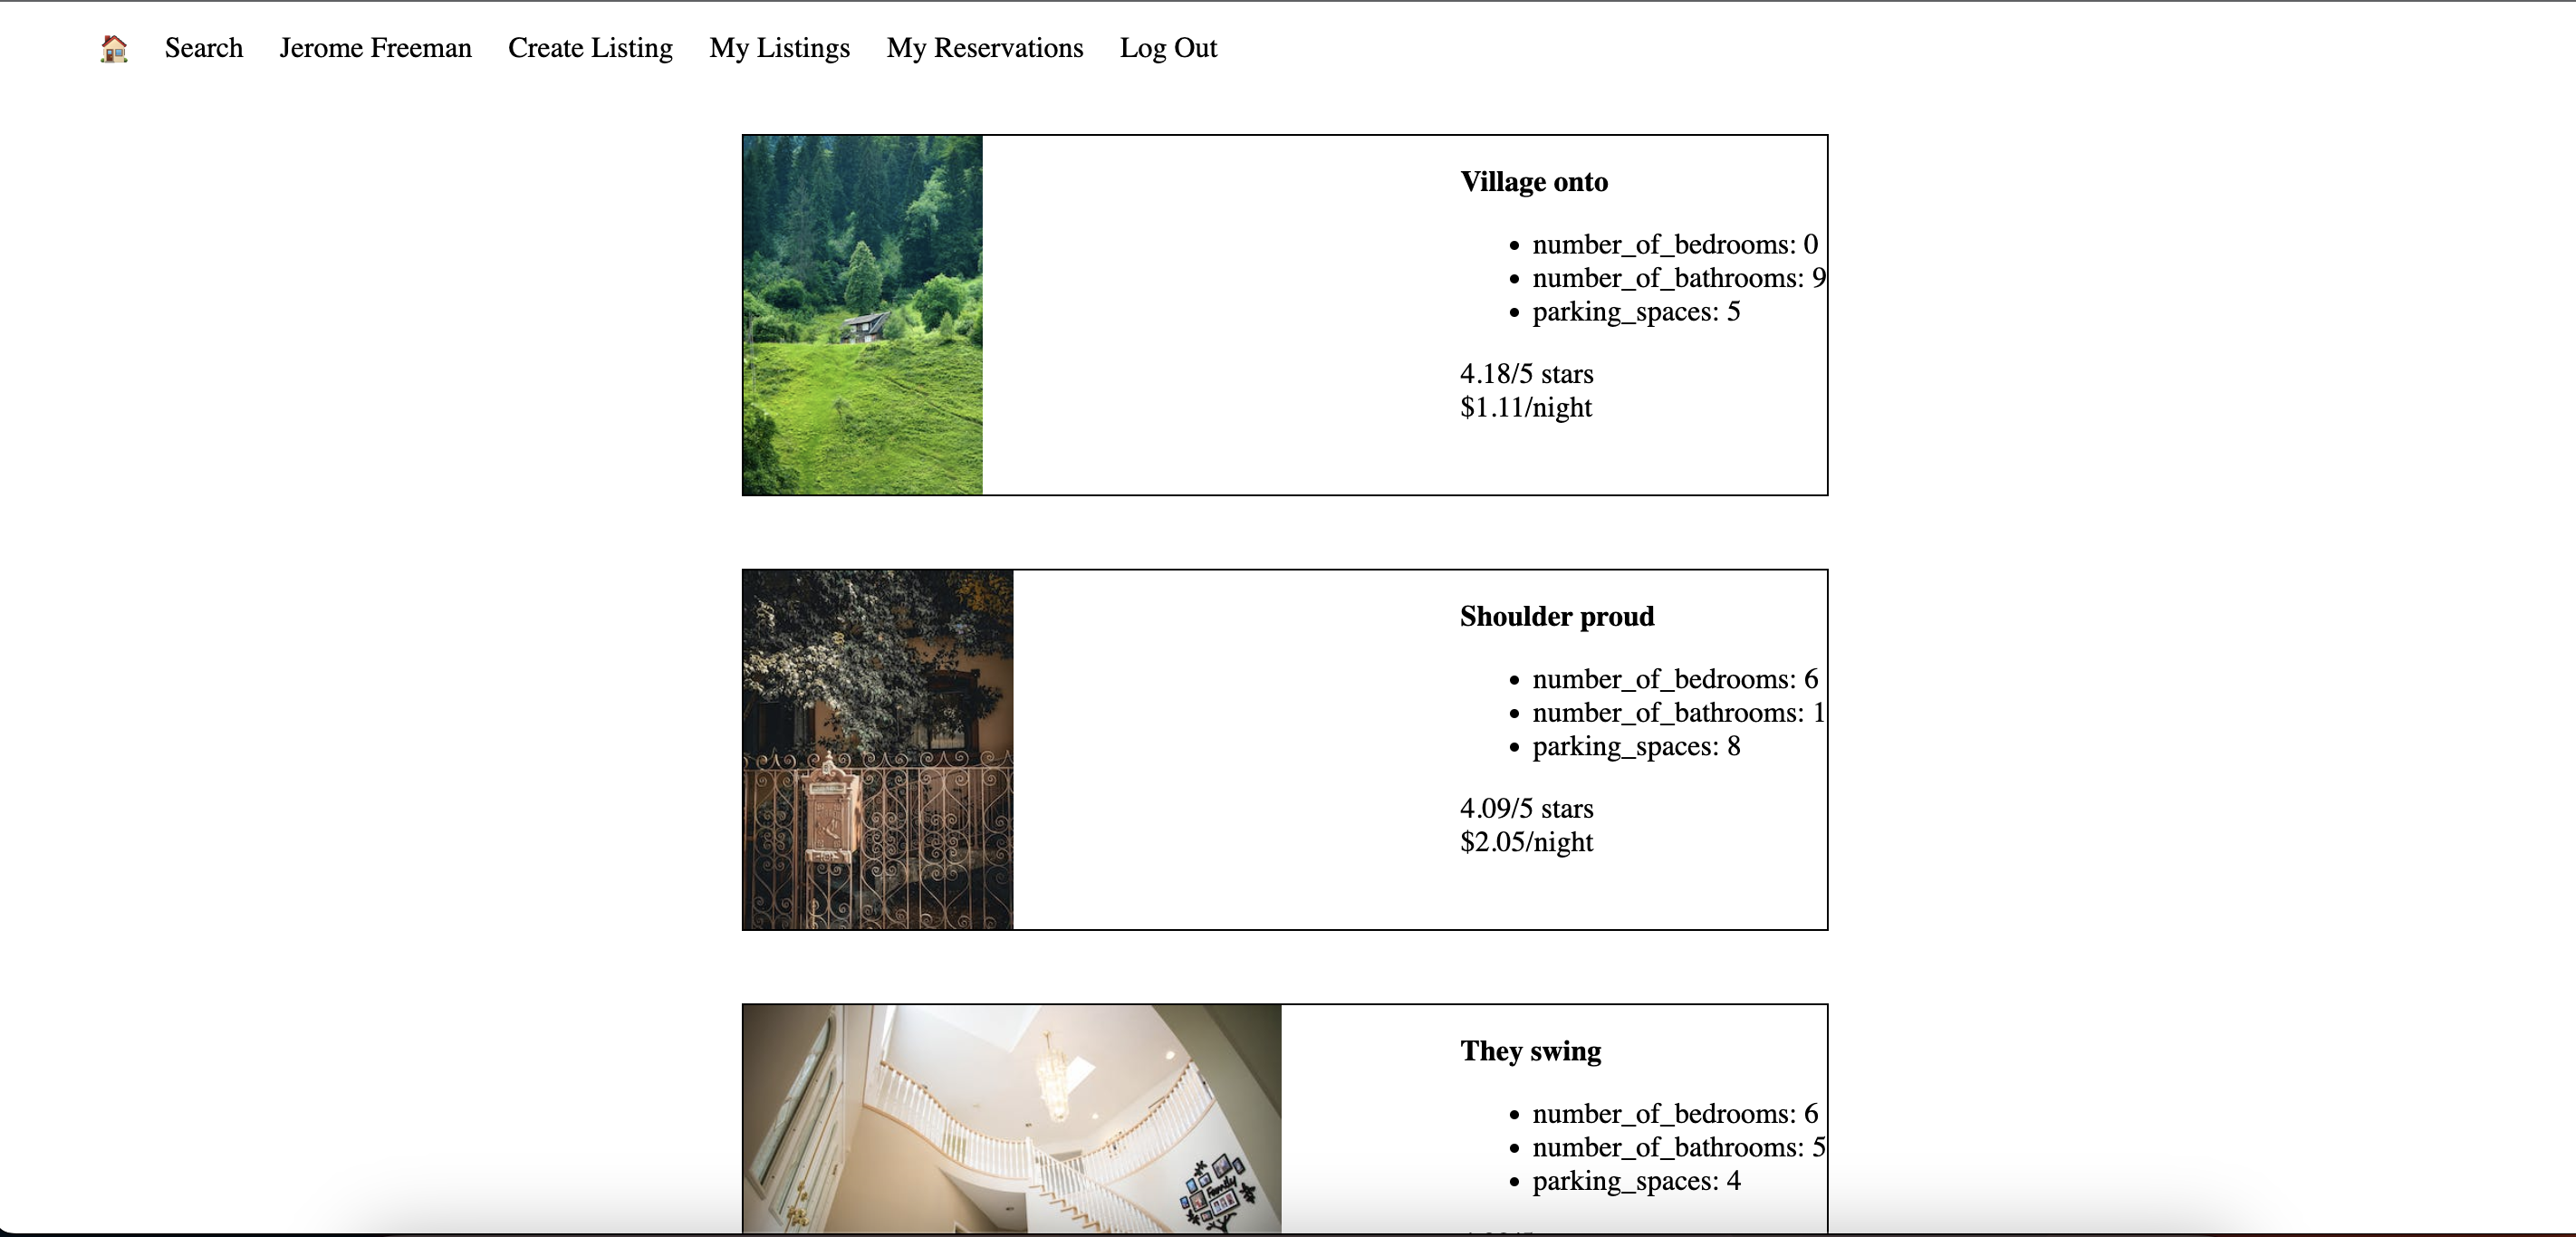 Search Jerome Freeman Create Listing My Listings My Reservations Log Out
Village onto
number_of_bedrooms: 0
number_of_bathrooms: 9
parking_spaces: 5
4.18/5 stars
$1.11/night
Shoulder proud
number_of_bedrooms: 6
number_of_bathrooms: 1
parking_spaces: 8
4.09/5 stars
$2.05/night
They swing
number_of_bedrooms: 6
number_of_bathrooms: 5
parking_spaces: 4
Family